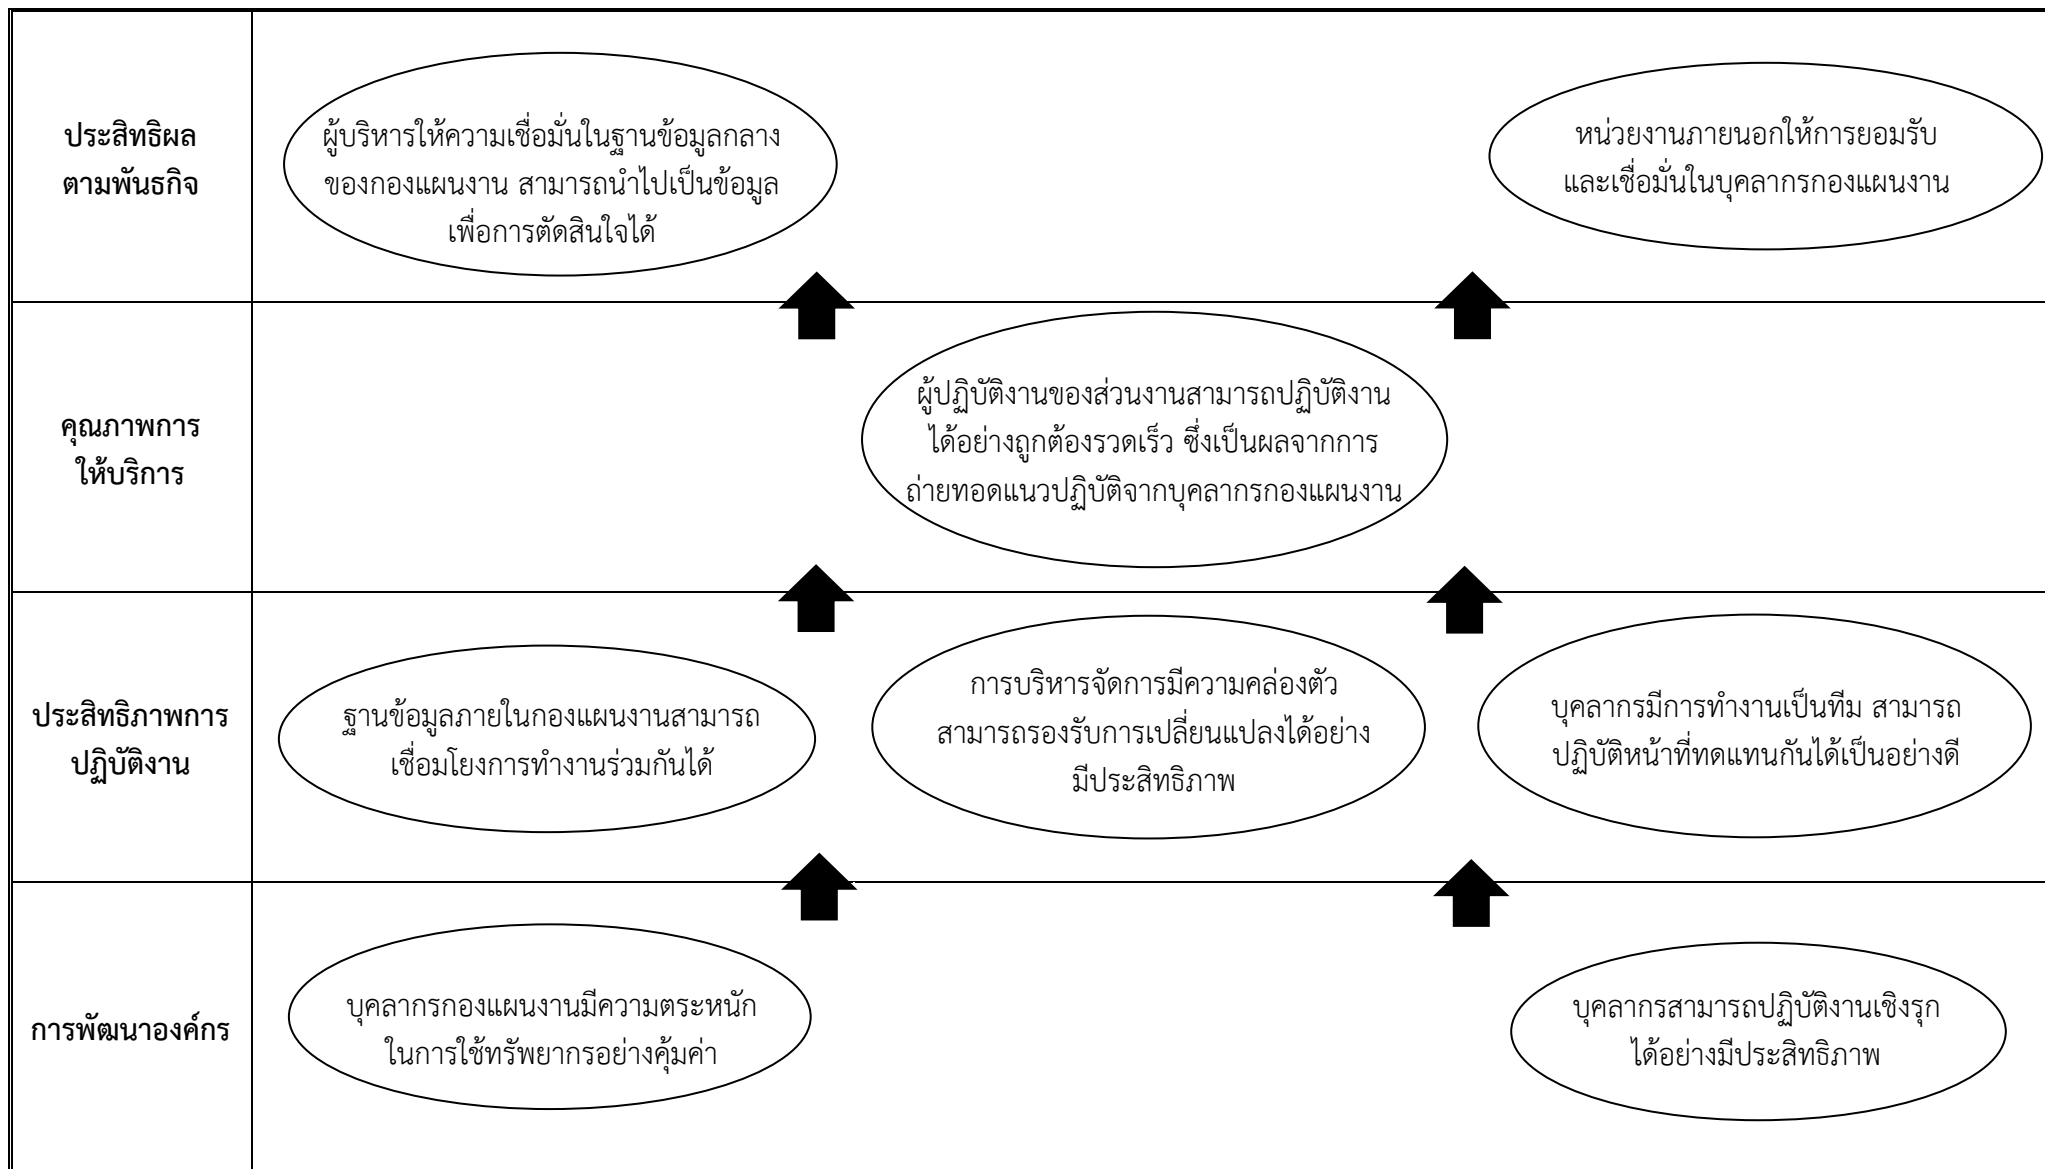 ประสิทธิผล
ตามพันธกิจ
ผู้บริหารให้ความเชื่อมั่นในฐานข้อมูลกลาง
ของกองแผนงาน สามารถนำไปเป็นข้อมูล
เพื่อการตัดสินใจได้
หน่วยงานภายนอกให้การยอมรับ
และเชื่อมั่นในบุคลากรกองแผนงาน
คุณภาพการ
ให้บริการ
ผู้ปฏิบัติงานของส่วนงานสามารถปฏิบัติงาน
ได้อย่างถูกต้องรวดเร็ว ซึ่งเป็นผลจากการ
ถ่ายทอดแนวปฏิบัติจากบุคลากรกองแผนงาน
ประสิทธิภาพการ
ปฏิบัติงาน
ฐานข้อมูลภายในกองแผนงานสามารถ
เชื่อมโยงการทำงานร่วมกันได้
การบริหารจัดการมีความคล่องตัว
สามารถรองรับการเปลี่ยนแปลงได้อย่าง
มีประสิทธิภาพ
บุคลากรมีการทำงานเป็นทีม สามารถ
ปฏิบัติหน้าที่ทดแทนกันได้เป็นอย่างดี
การพัฒนาองค์กร
บุคลากรกองแผนงานมีความตระหนัก
ในการใช้ทรัพยากรอย่างคุ้มค่า
บุคลากรสามารถปฏิบัติงานเชิงรุก
ได้อย่างมีประสิทธิภาพ